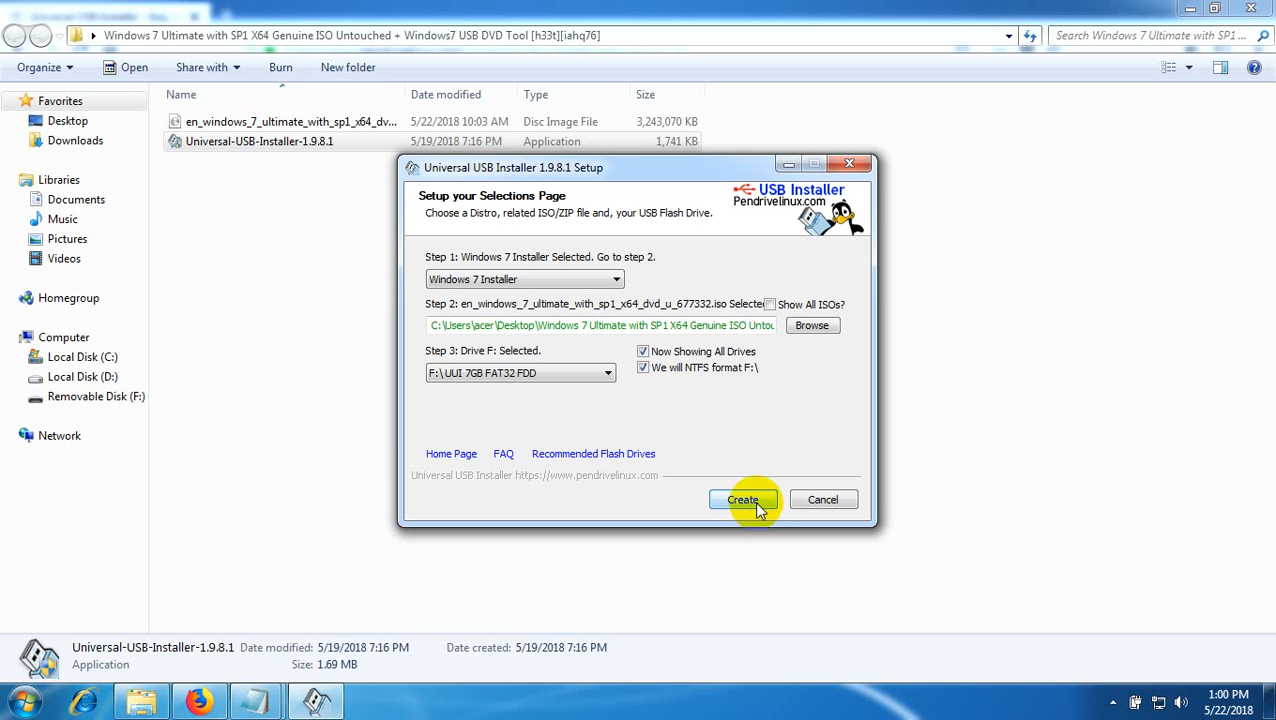 Windows 7 Ultimate with SP1 X64 Genuine ISO Untouched + Windows7 USB DVD Tool [h33t][iahq76]
Search Windows 7 Ultimate with SP1 ...
Organize
Open
Share with
Burn
New folder
Name
Date modified
Type
Size
en_windows_7_ultimate_with_sp1_x64_dv...
5/22/2018 10:03 AM
Disc Image File
3,243,070 KB
Universal-USB-Installer-1.9.8.1
5/19/2018 7:16 PM
Application
1,741 KB
Favorites
Desktop
Downloads
Libraries
Documents
Music
Pictures
Videos
Homegroup
Computer
Local Disk (C:)
Local Disk (D:)
Removable Disk (F:)
Network
Universal USB Installer 1.9.8.1 Setup
Setup your Selections Page
Choose a Distro, related ISO/ZIP file and, your USB Flash Drive.
USB Installer
Pendrivelinux.com
Step 1: Windows 7 Installer Selected. Go to step 2.
Windows 7 Installer
Step 2: en_windows_7_ultimate_with_sp1_x64_dvd_u_677332.iso Selected
Show All ISOs?
C:\Users\acer\Desktop\Windows 7 Ultimate with SP1 X64 Genuine ISO Untou
Browse
Step 3: Drive F: Selected.
Now Showing All Drives
F:\ UUI 7GB FAT32 FDD
We will NTFS format F:\
Home Page
FAQ
Recommended Flash Drives
Universal USB Installer https://www.pendrivelinux.com
Create
Cancel
Universal-USB-Installer-1.9.8.1
Date modified: 5/19/2018 7:16 PM
Date created: 5/19/2018 7:16 PM
Application
Size: 1.69 MB
1:00 PM
5/22/2018